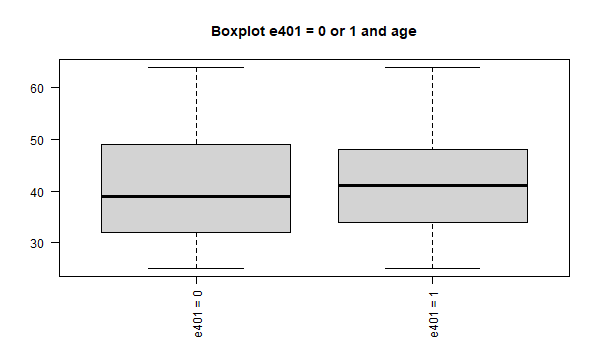 Boxplot e401 = 0 or 1 and age
60
50
40
30
e401 = 0
e401 = 1